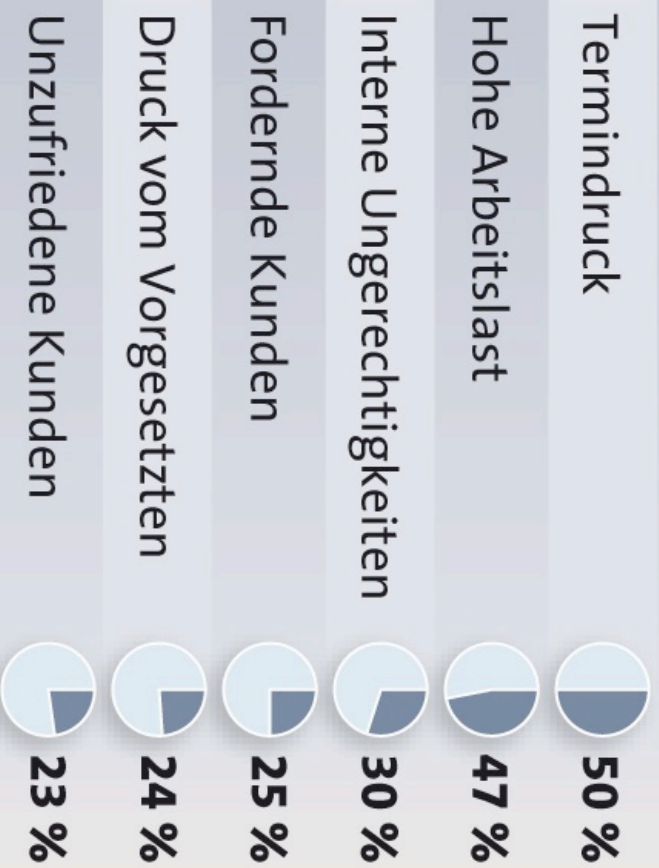 Termindruck 50 %
Hohe Arbeitslast 47 %
Interne Ungerechtigkeiten 30 %
Fordernde Kunden 25 %
Druck vom Vorgesetzten 24 %
Unzufriedene Kunden 23 %